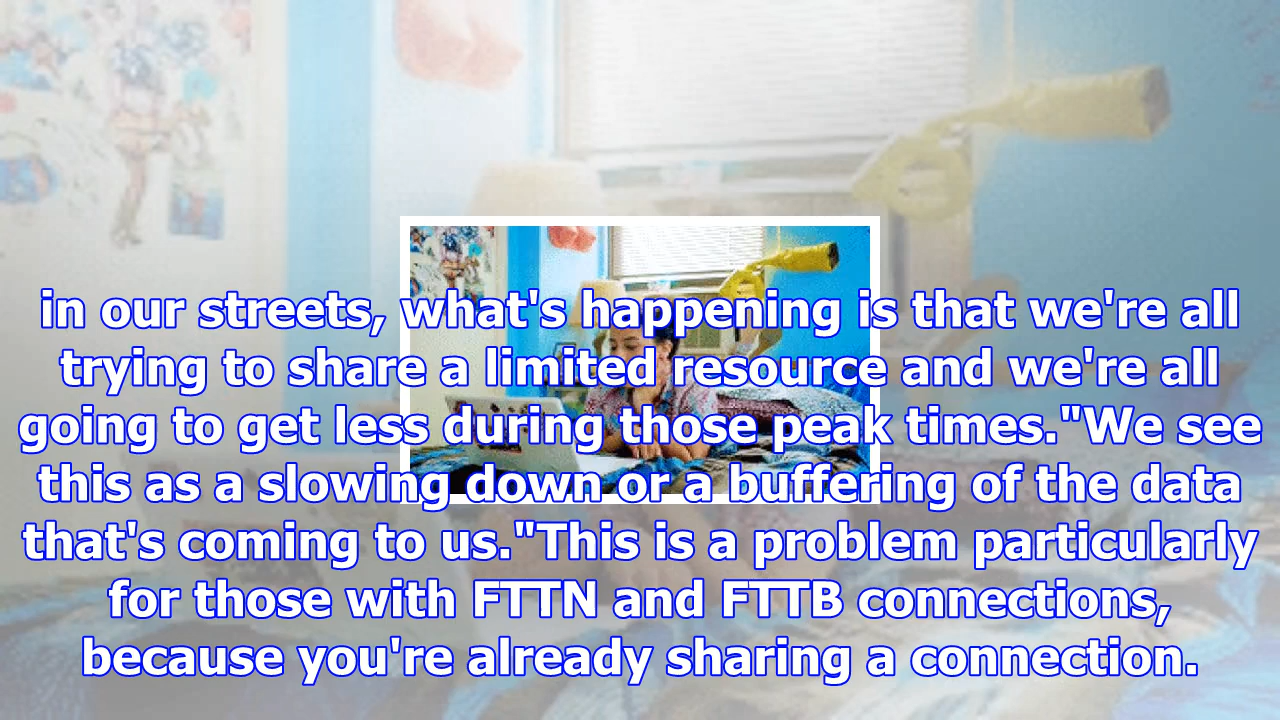 in our streets, what's happening is that we're all
trying to share a limited resource and we're all
going to get less during those peak times."We see
this as a slowing down or a buffering of the data
that's coming to us."This is a problem particularly
for those with FTTN and FTTB connections,
because you're already sharing a connection.